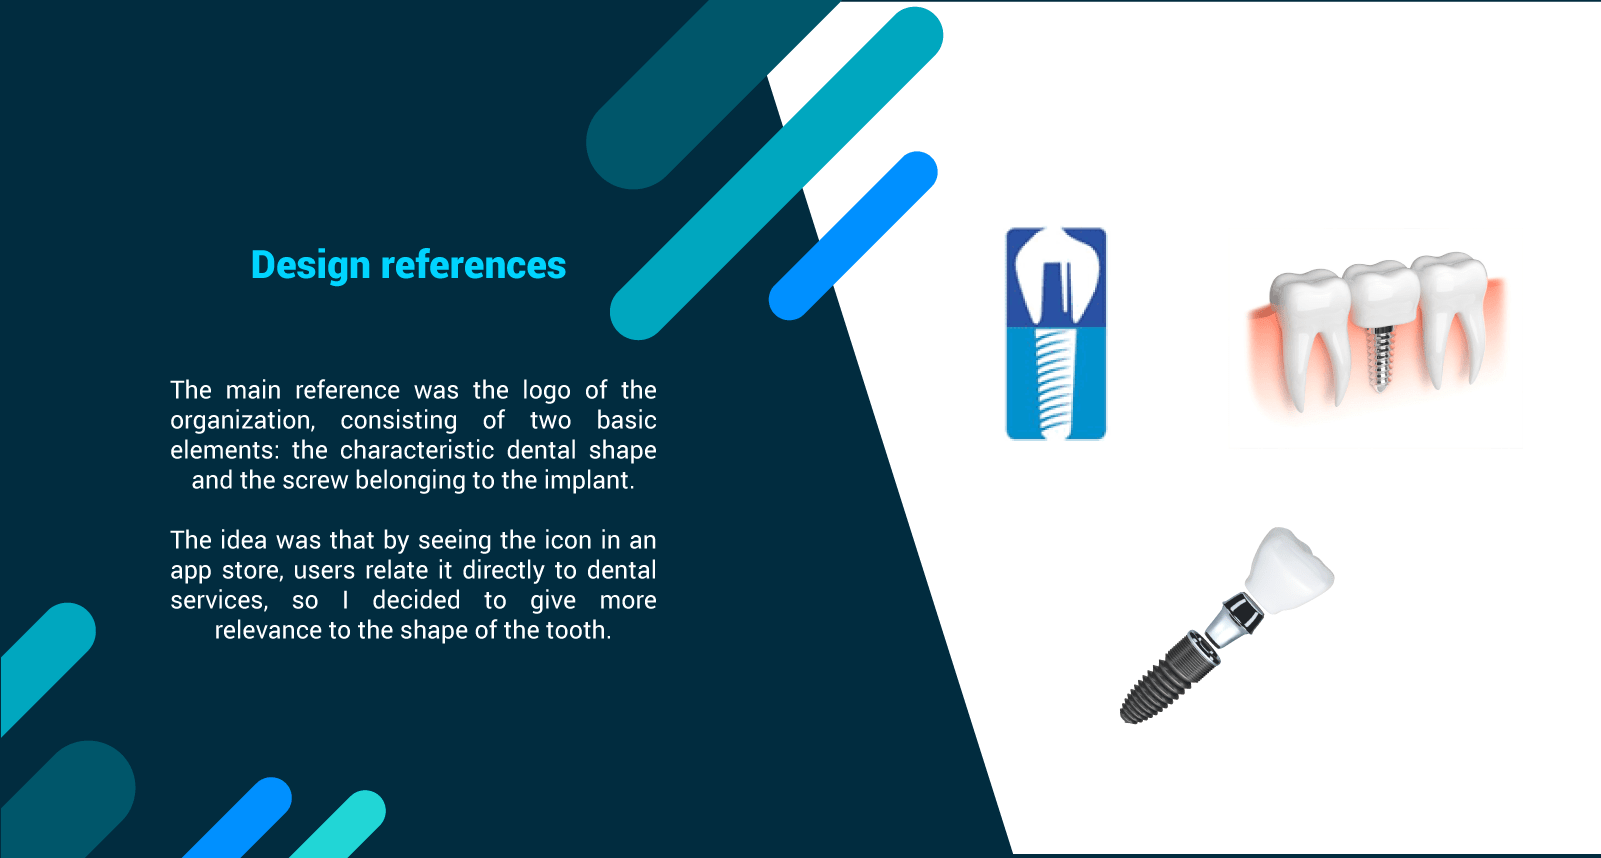 Design references
The main reference was the logo of the
organization, consisting of two basic
elements: the characteristic dental shape
and the screw belonging to the implant.
The idea was that by seeing the icon in an
app store, users relate it directly to dental
services, so I decided to give more
relevance to the shape of the tooth.